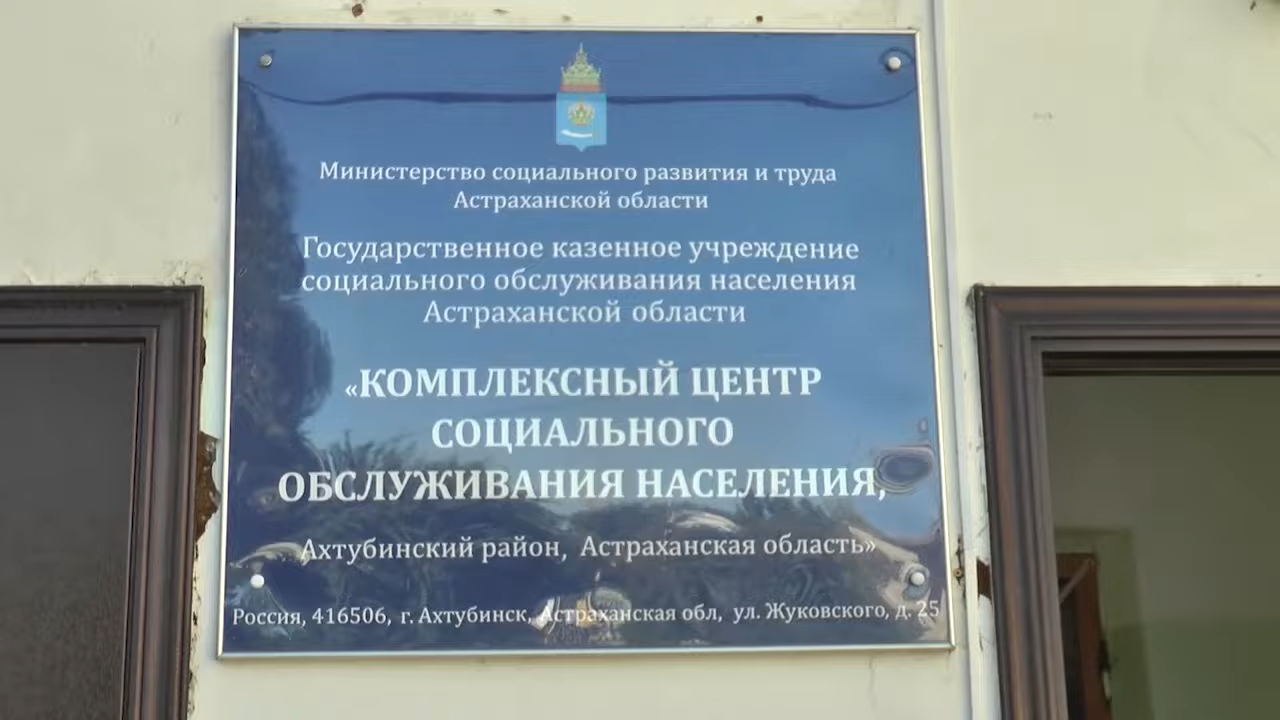 Министерство социального развития и труда
Астраханской области
Государственное казенное учреждение
социального обслуживания населения
Астраханской области
«КОМПЛЕКСНЫЙ ЦЕНТР
СОЦИАЛЬНОГО
ОБСЛУЖИВАНИЯ НАСЕЛЕНИЯ,
Ахтубинский район, Астраханская область»
Россия, 416506, г. Ахтубинск, Астраханская обл, ул. Жуковского, д. 25